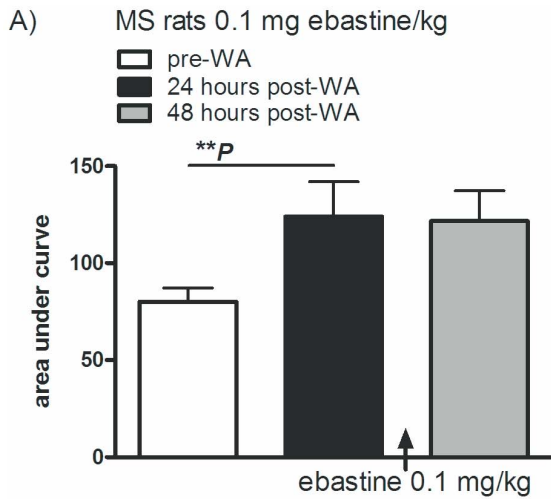 A) MS rats 0.1 mg ebastine/kg
pre-WA
24 hours post-WA
48 hours post-WA
**P
150
100
50
0
area under curve
ebastine 0.1 mg/kg